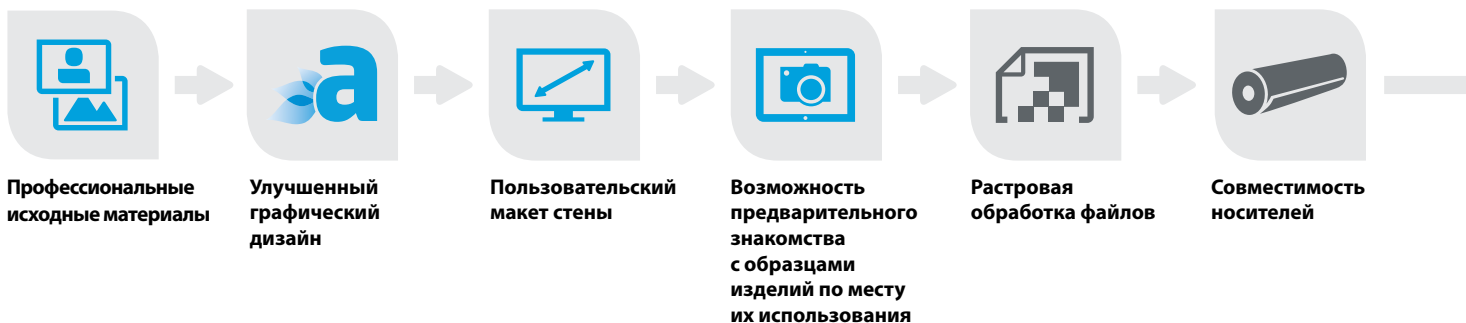 a
Профессиональные
исходные материалы
Улучшенный
графический
дизайн
Пользовательский
макет стены
Возможность
предварительного
знакомства
с образцами
изделий по месту
их использования
Растровая
обработка файлов
Совместимость
носителей